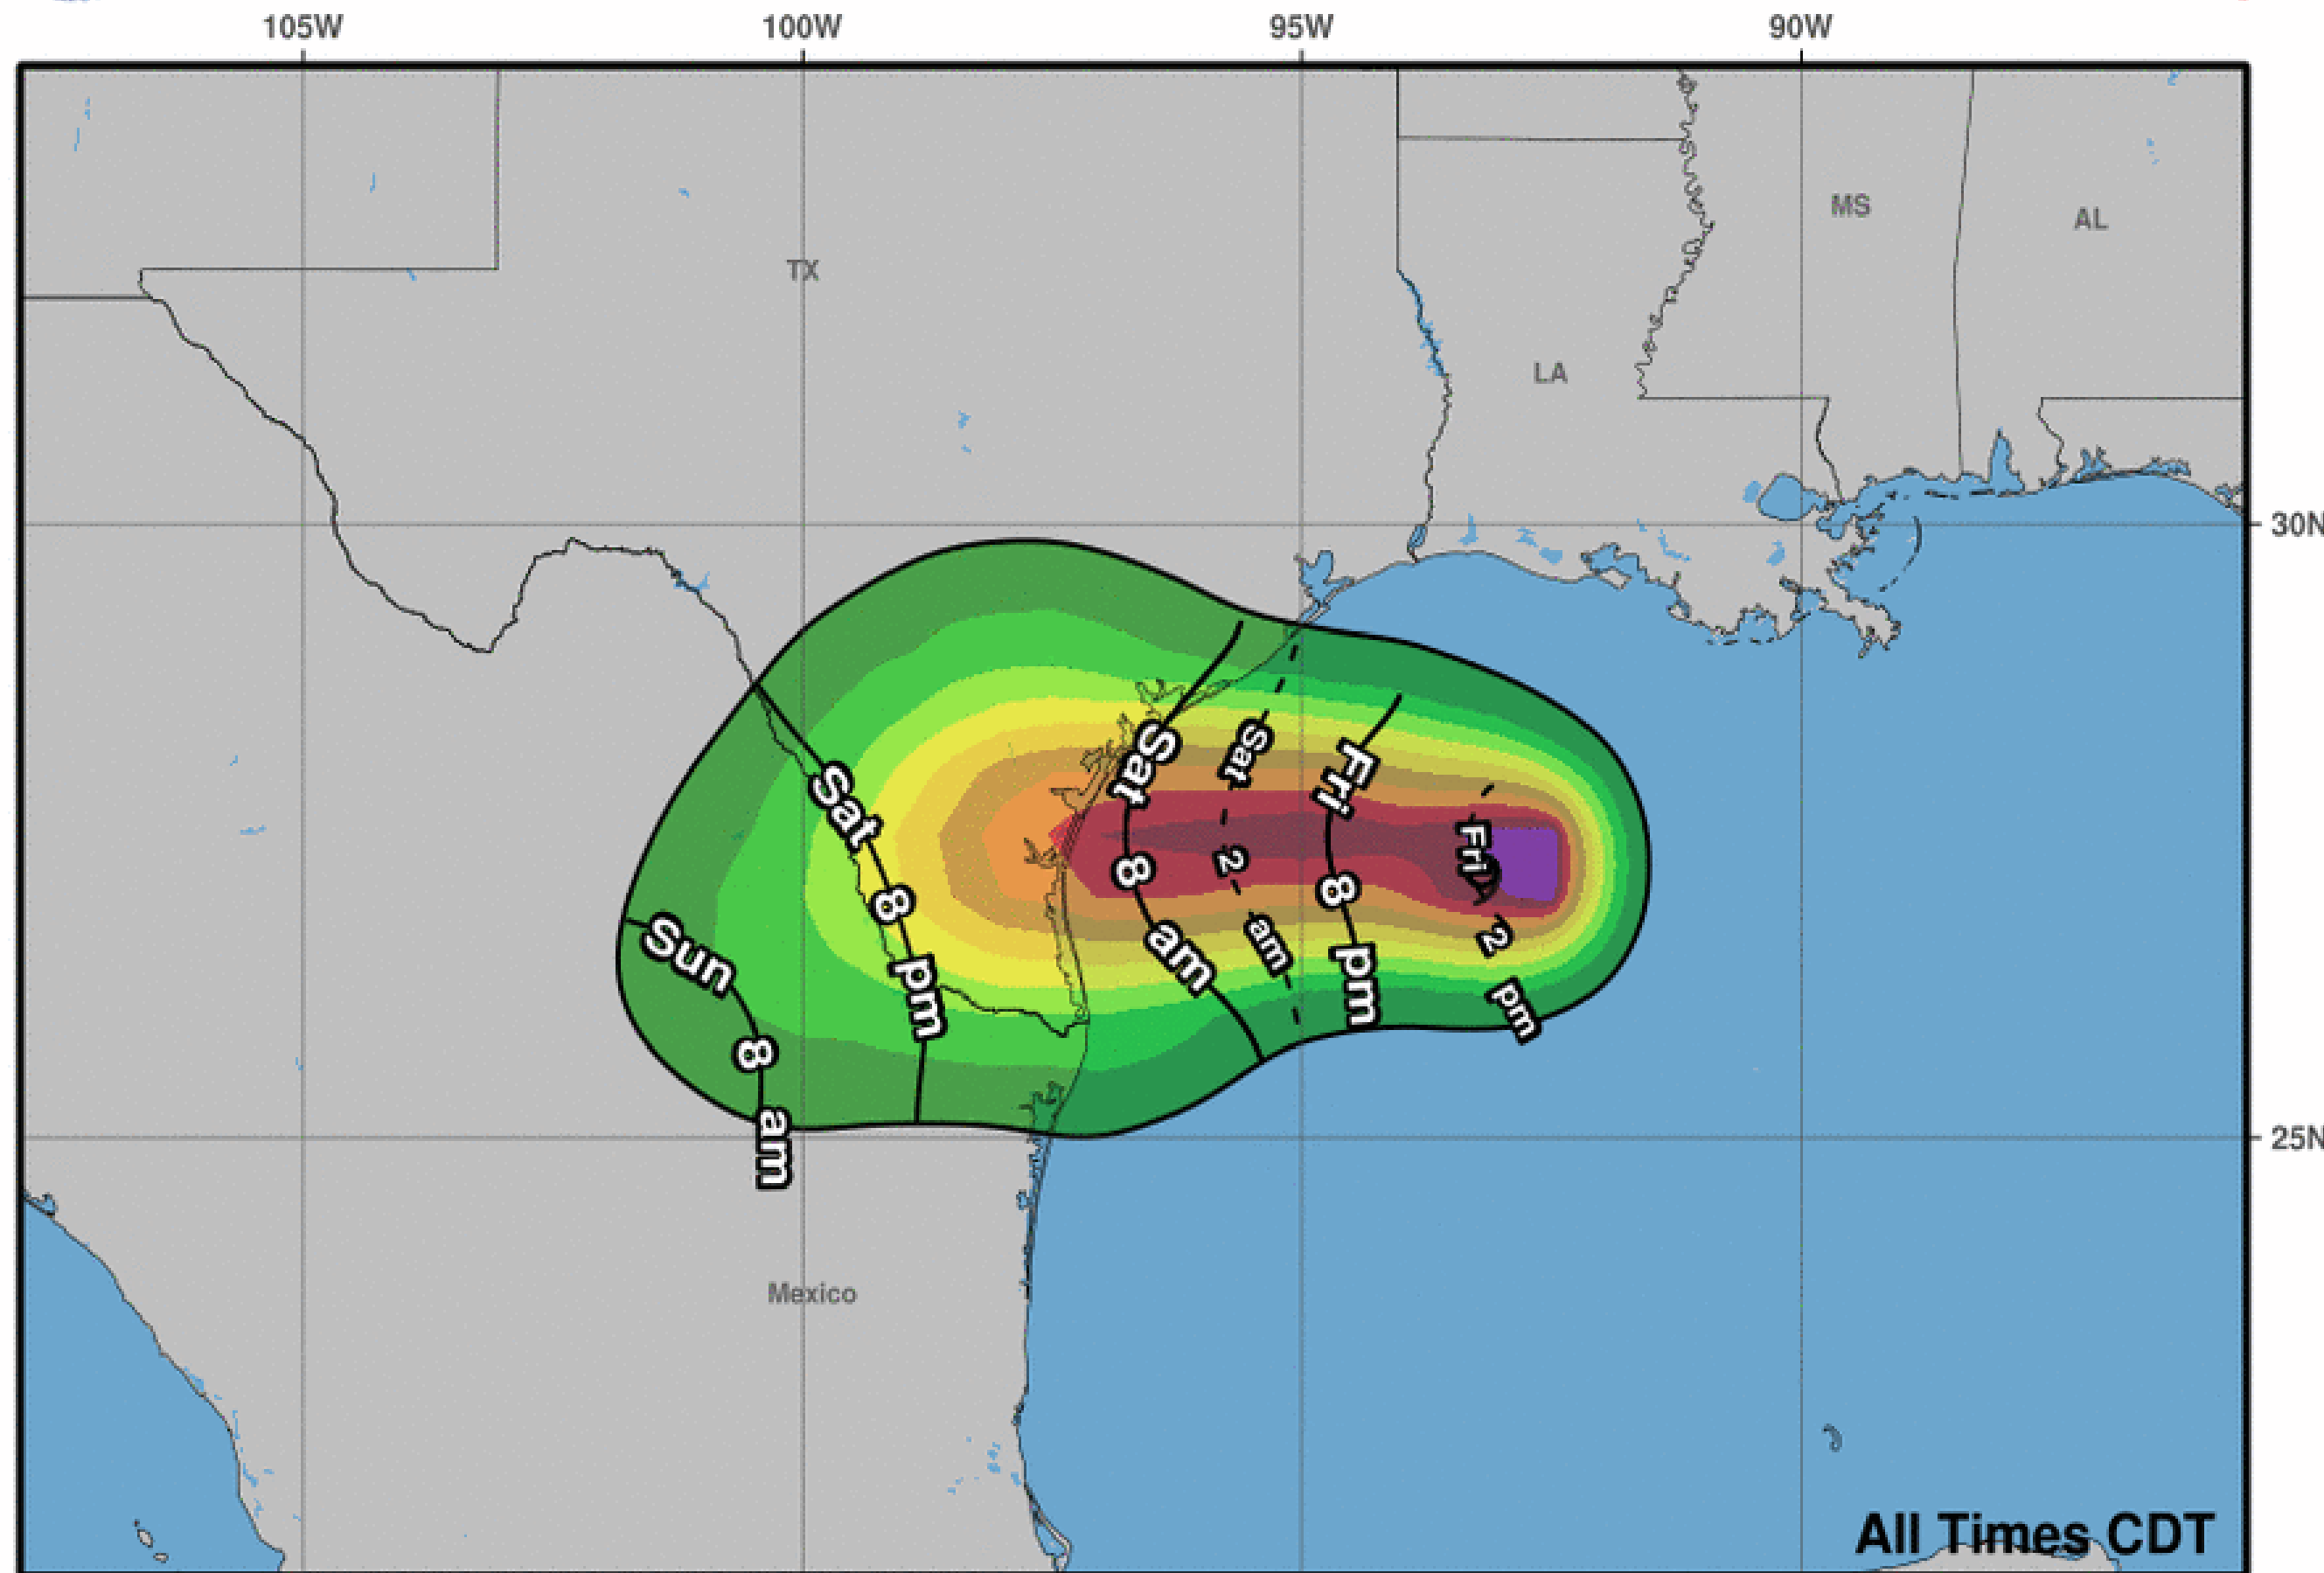 105W 100W 95W 90W
MS
AL
TX
LA
30N
Sat 8 am
Sat 2 am
Fri 8 pm
Fri 2 pm
Sat 8 pm
Sun 8 am
25N
Mexico
All Times CDT